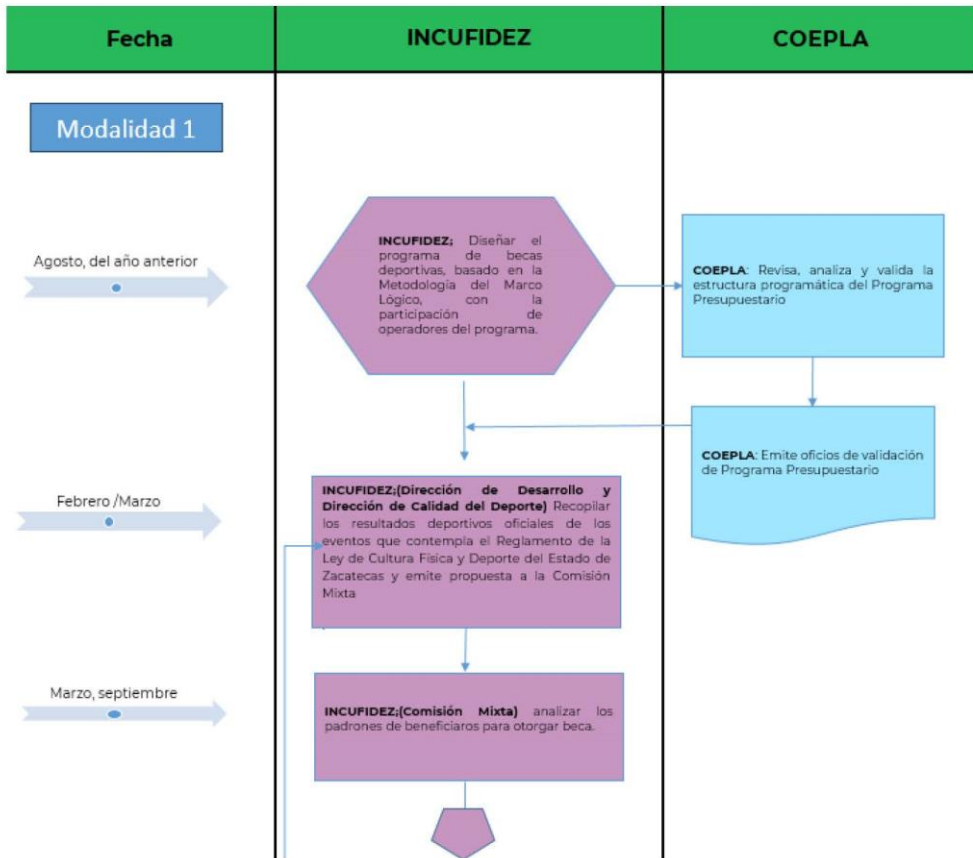 Fecha
INCUFIDEZ
COEPLA
Modalidad 1
Agosto, del año anterior
INCUFIDEZ; Diseñar el
programa de becas
deportivas, basado en la
Metodología del Marco
Lógico, con la
participación de
operadores del programa.
COEPLA: Revisa, analiza y valida la
estructura programática del Programa
Presupuestario
COEPLA: Emite oficios de validación
de Programa Presupuestario
Febrero /Marzo
INCUFIDEZ;(Dirección de Desarrollo y
Dirección de Calidad del Deporte) Recopilar
los resultados deportivos oficiales de los
eventos que contempla el Reglamento de la
Ley de Cultura Física y Deporte del Estado de
Zacatecas y emite propuesta a la Comisión
Mixta
Marzo, septiembre
INCUFIDEZ;(Comisión Mixta) analizar los
padrones de beneficiaros para otorgar beca.